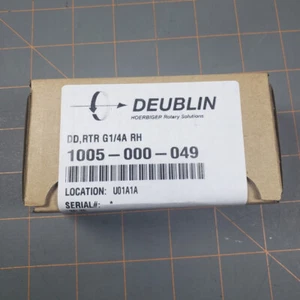 DEUBLIN
HOERBIGER Rotary Solutions
DD,RTR G1/4A RH
1005-000-049
LOCATION: U01A1A
SERIAL#: *